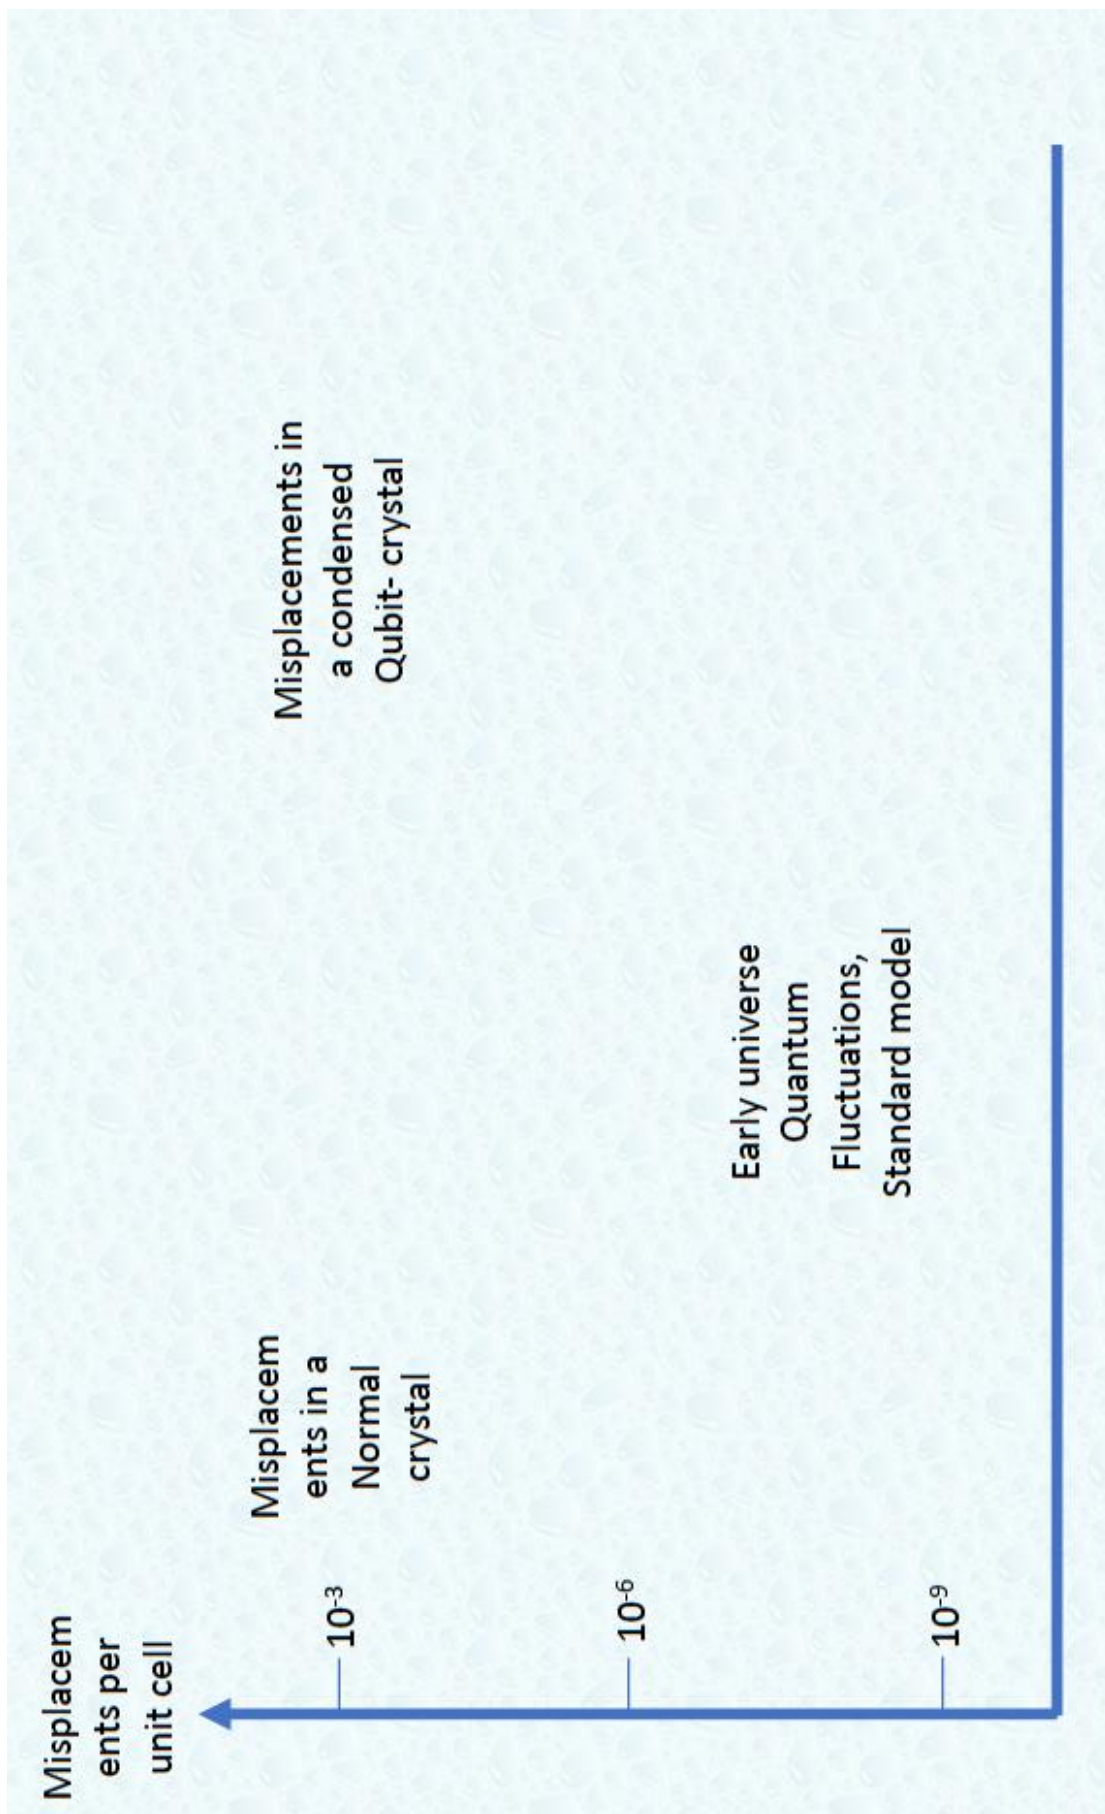 Misplacem
ents per
unit cell
10⁻³
10⁻⁶
10⁻⁹
Misplacem
ents in a
Normal
crystal
Early universe
Quantum
Fluctuations,
Standard model
Misplacements in
a condensed
Qubit- crystal